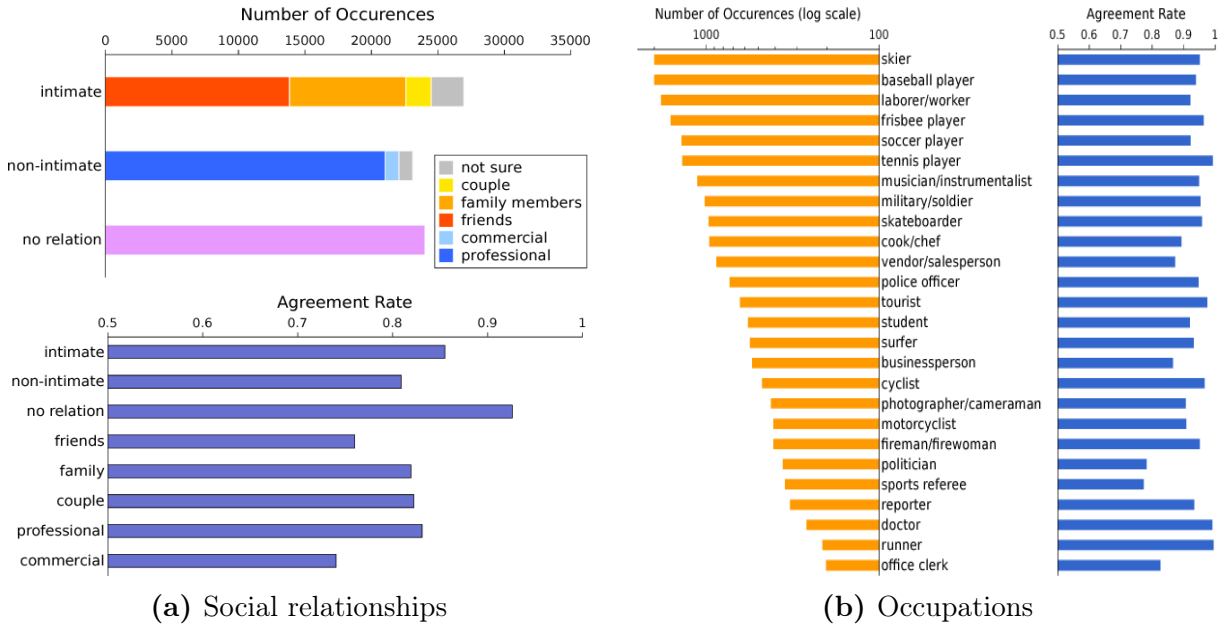 Number of Occurences
0 5000 10000 15000 20000 25000 30000 35000
intimate
non-intimate
no relation
not sure
couple
family members
friends
commercial
professional
Agreement Rate
0.5 0.6 0.7 0.8 0.9 1
intimate
non-intimate
no relation
friends
family
couple
professional
commercial
(a) Social relationships
Number of Occurences (log scale)
1000 100
Agreement Rate
0.5 0.6 0.7 0.8 0.9 1
skier
baseball player
laborer/worker
frisbee player
soccer player
tennis player
musician/instrumentalist
military/soldier
skateboarder
cook/chef
vendor/salesperson
police officer
tourist
student
surfer
businessperson
cyclist
photographer/cameraman
motorcyclist
fireman/firewoman
politician
sports referee
reporter
doctor
runner
office clerk
(b) Occupations